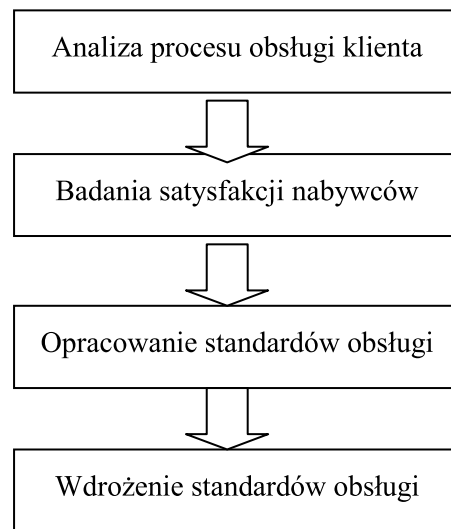 Analiza procesu obsługi klienta
Badania satysfakcji nabywców
Opracowanie standardów obsługi
Wdrożenie standardów obsługi